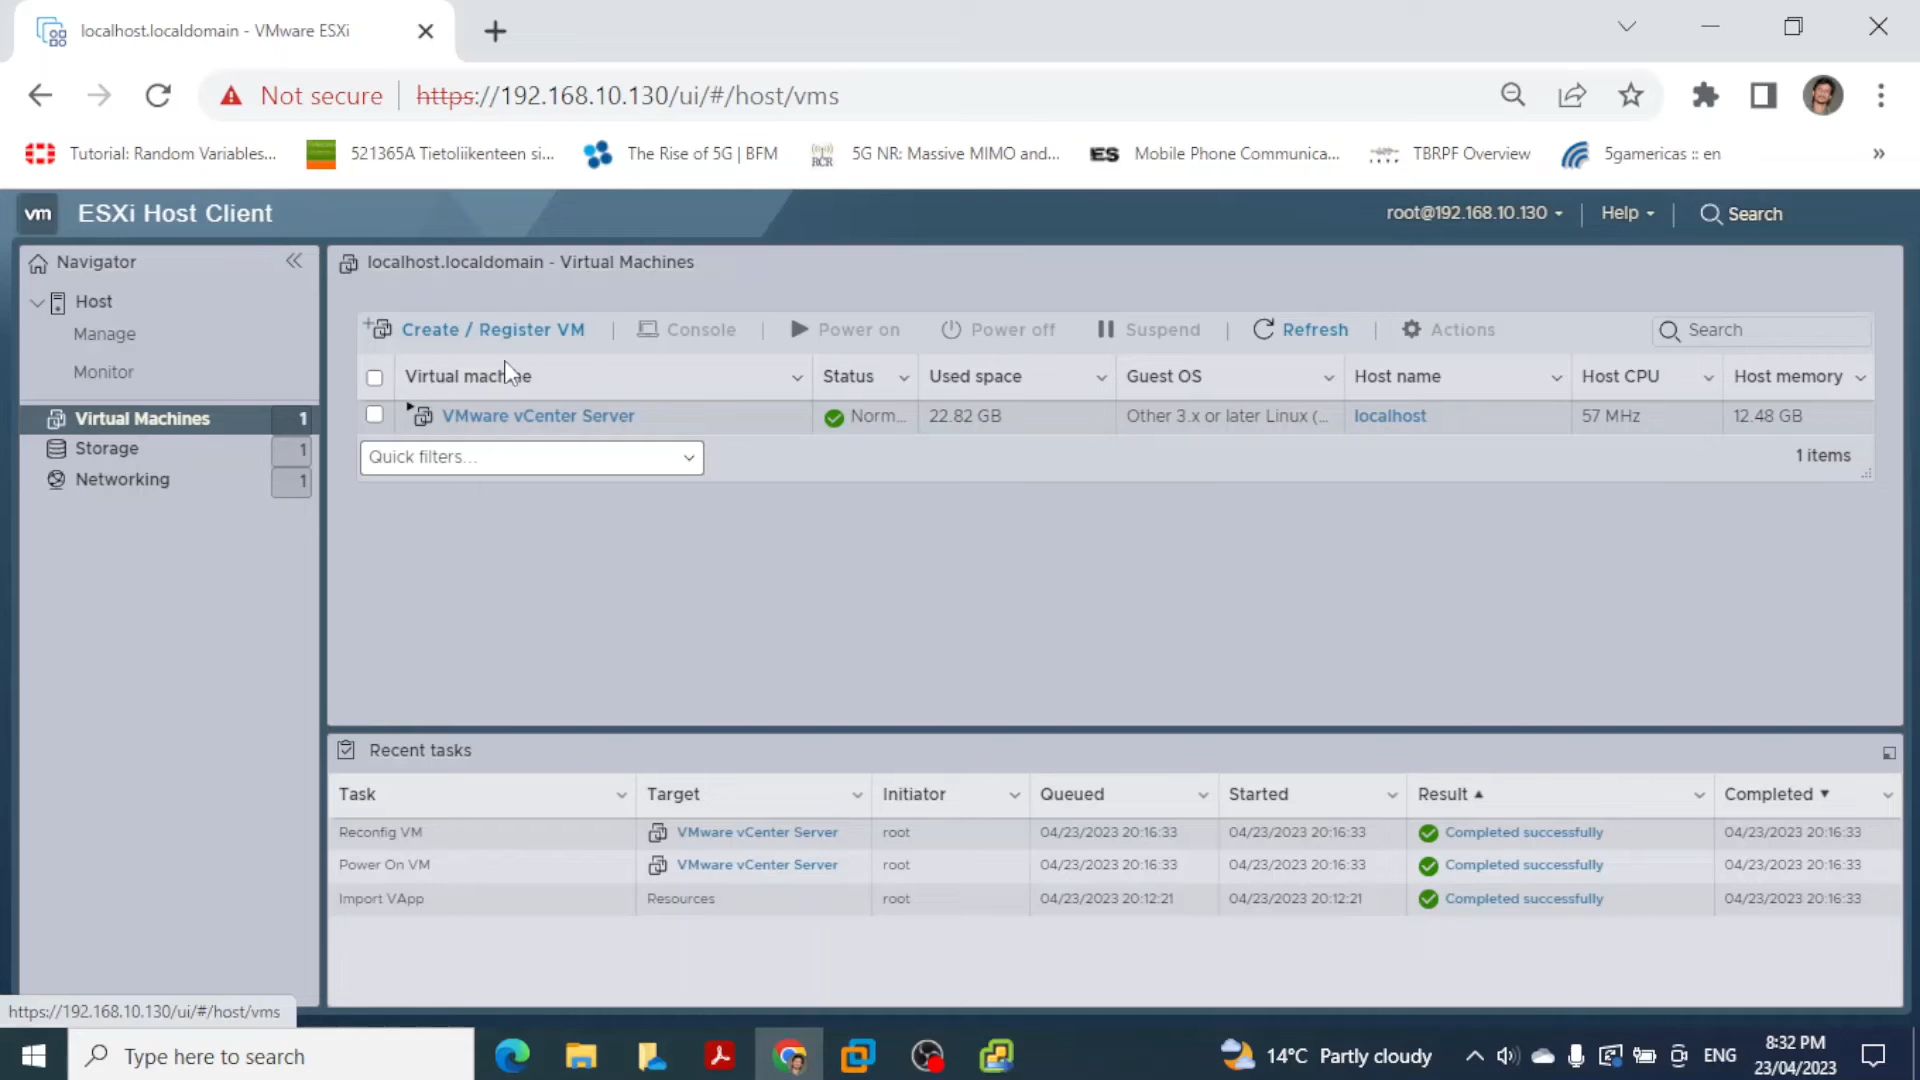 localhost.localdomain - VMware ESXi
Not secure https://192.168.10.130/ui/#/host/vms
Tutorial: Random Variables... 521365A Tietoliikenteen si... The Rise of 5G | BFM RCR 5G NR: Massive MIMO and... ES Mobile Phone Communica... TBRPF Overview 5gamericas :: en »
vm ESXi Host Client root@192.168.10.130 Help Search
Navigator
Host
Manage
Monitor
Virtual Machines 1
Storage 1
Networking 1
localhost.localdomain - Virtual Machines
Create / Register VM | Console | Power on Power off Suspend | Refresh | Actions Search
Virtual machine Status Used space Guest OS Host name Host CPU Host memory
VMware vCenter Server Norm... 22.82 GB Other 3.x or later Linux (... localhost 57 MHz 12.48 GB
Quick filters... 1 items
Recent tasks
Task Target Initiator Queued Started Result Completed
Reconfig VM VMware vCenter Server root 04/23/2023 20:16:33 04/23/2023 20:16:33 Completed successfully 04/23/2023 20:16:33
Power On VM VMware vCenter Server root 04/23/2023 20:16:33 04/23/2023 20:16:33 Completed successfully 04/23/2023 20:16:33
Import VApp Resources root 04/23/2023 20:12:21 04/23/2023 20:12:21 Completed successfully 04/23/2023 20:16:33
https://192.168.10.130/ui/#/host/vms
Type here to search 14°C Partly cloudy ENG 8:32 PM
23/04/2023